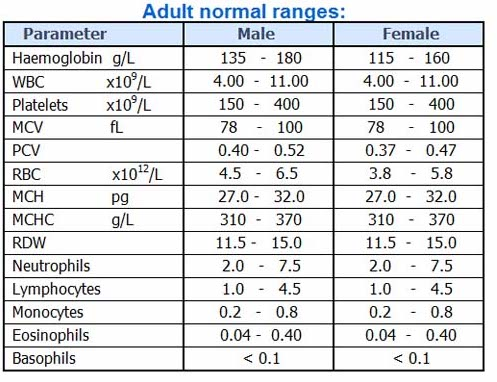 Adult normal ranges:
Parameter Male Female
Haemoglobin g/L 135 - 180 115 - 160
WBC x10⁹/L 4.00 - 11.00 4.00 - 11.00
Platelets x10⁹/L 150 - 400 150 - 400
MCV fL 78 - 100 78 - 100
PCV 0.40 - 0.52 0.37 - 0.47
RBC x10¹²/L 4.5 - 6.5 3.8 - 5.8
MCH pg 27.0 - 32.0 27.0 - 32.0
MCHC g/L 310 - 370 310 - 370
RDW 11.5 - 15.0 11.5 - 15.0
Neutrophils 2.0 - 7.5 2.0 - 7.5
Lymphocytes 1.0 - 4.5 1.0 - 4.5
Monocytes 0.2 - 0.8 0.2 - 0.8
Eosinophils 0.04 - 0.40 0.04 - 0.40
Basophils < 0.1 < 0.1